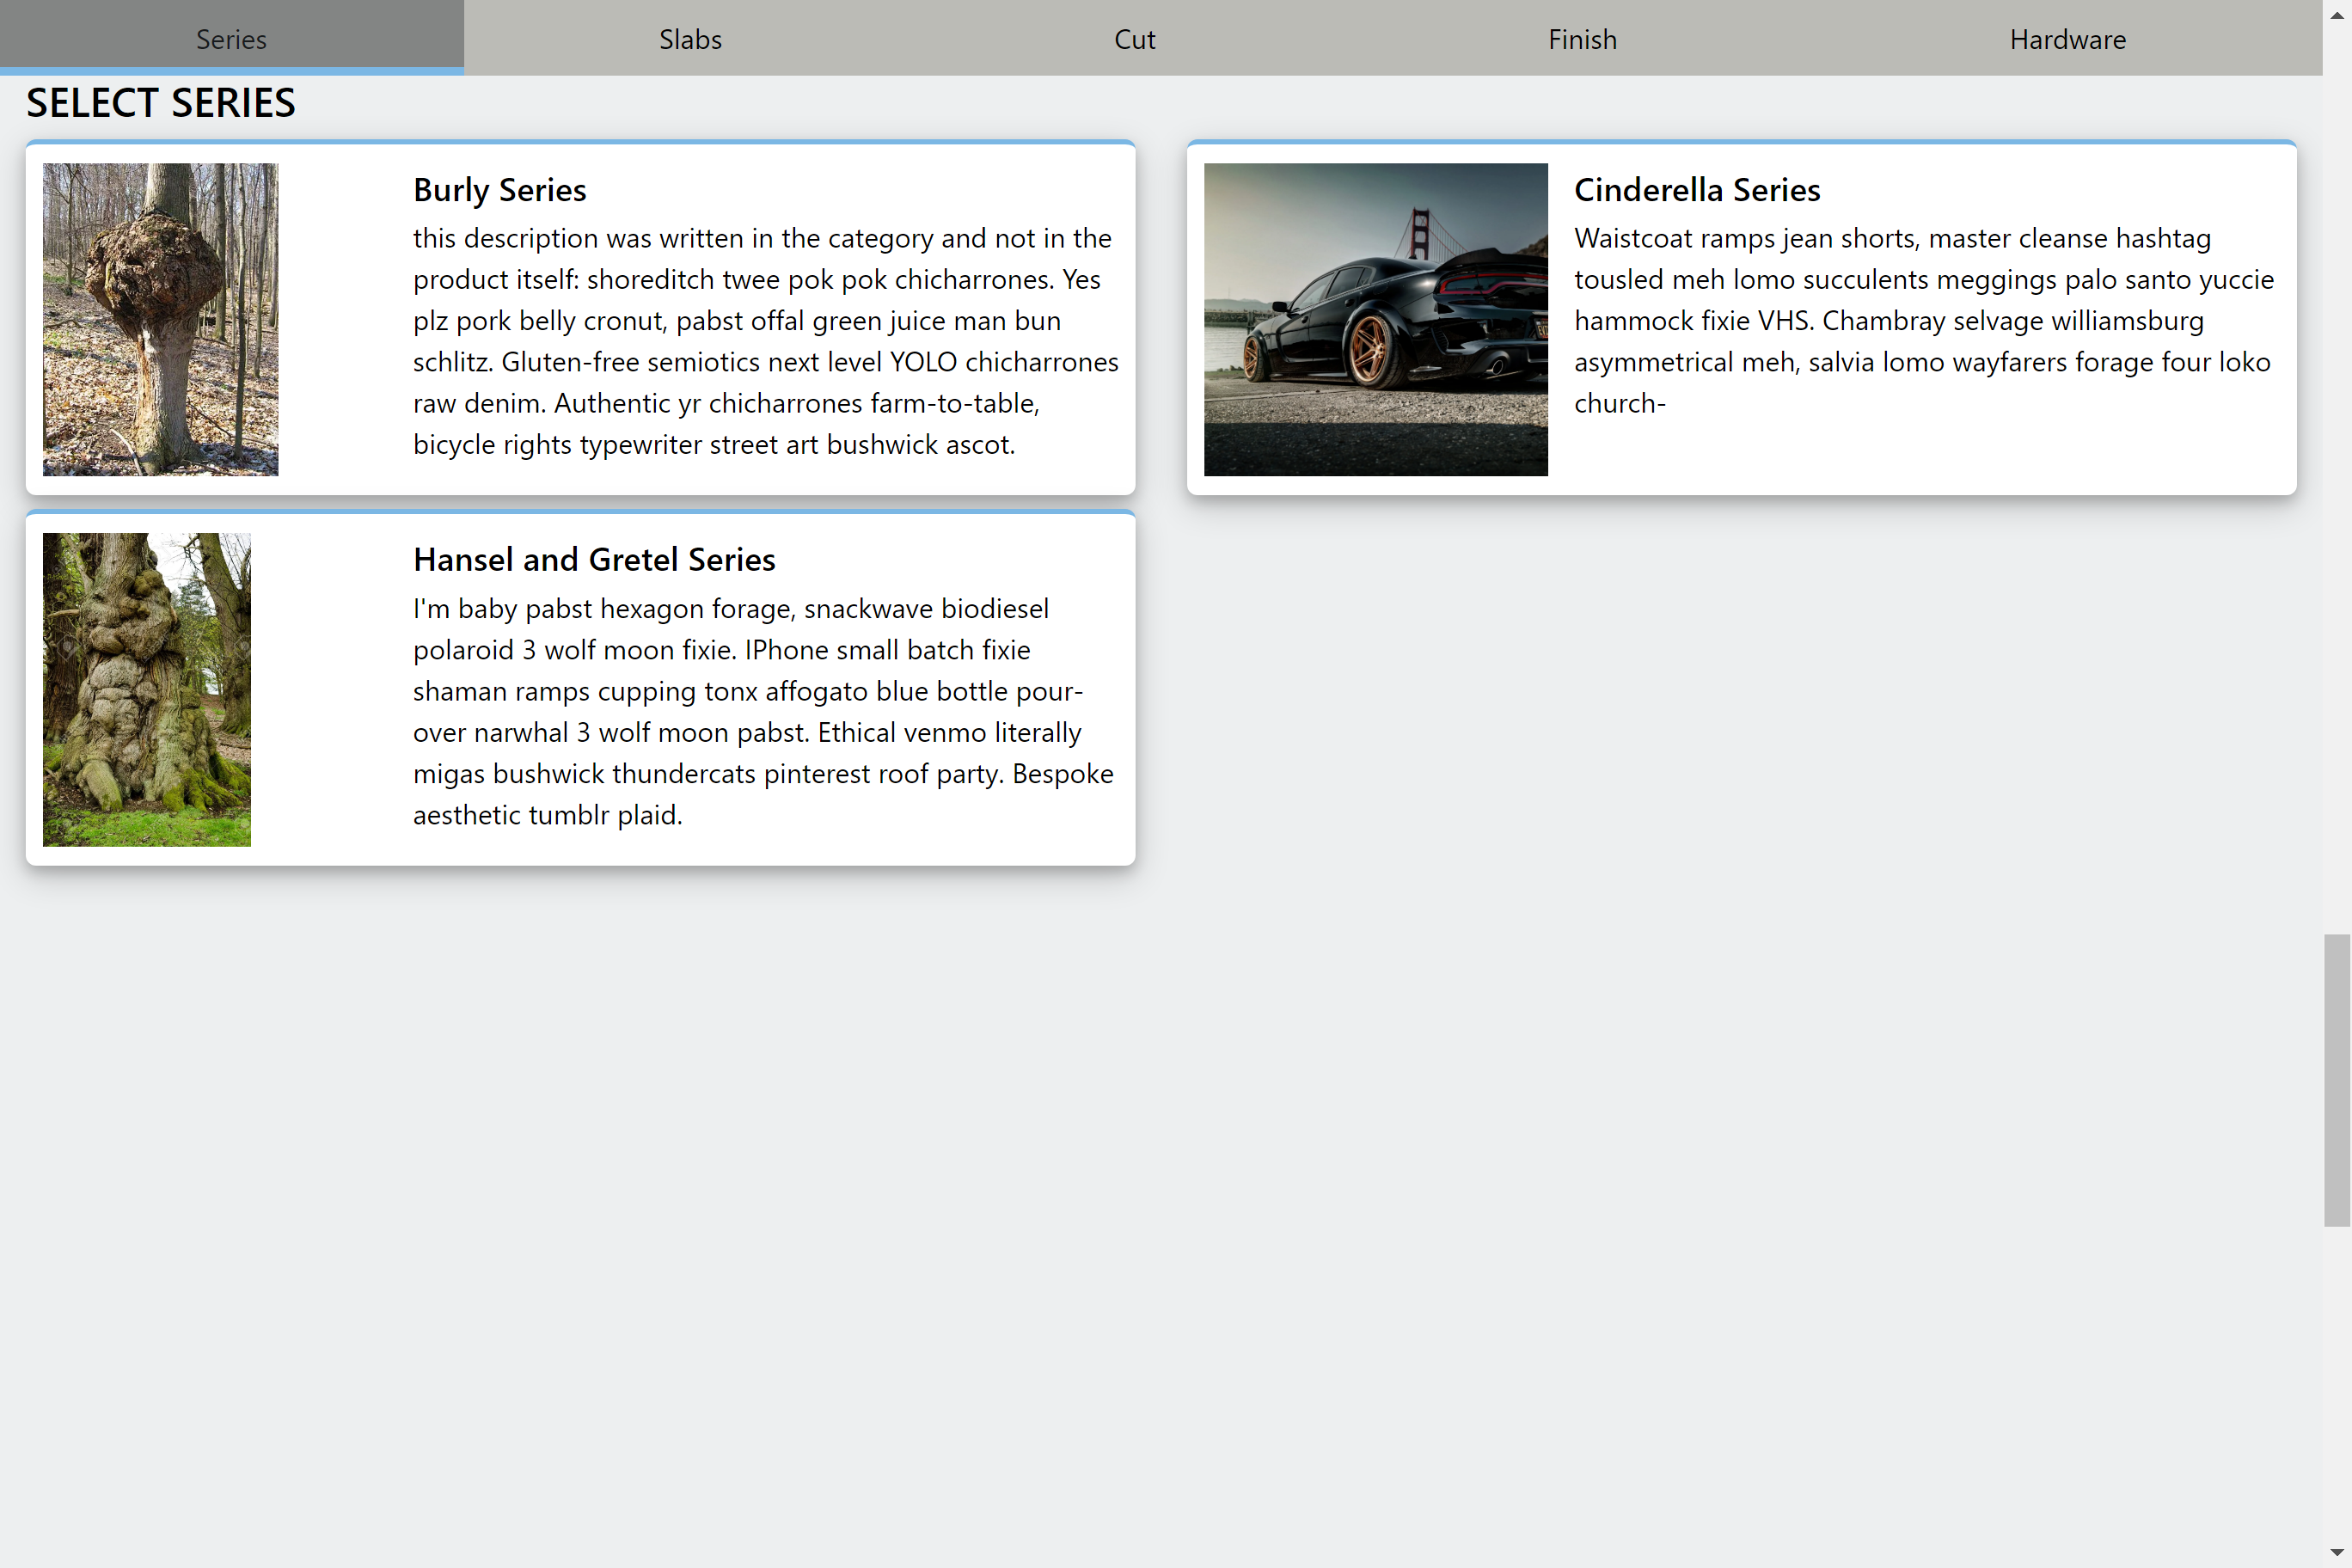 Series
Slabs
Cut
Finish
Hardware
SELECT SERIES
Burly Series
this description was written in the category and not in the
product itself: shoreditch twee pok pok chicharrones. Yes
plz pork belly cronut, pabst offal green juice man bun
schlitz. Gluten-free semiotics next level YOLO chicharrones
raw denim. Authentic yr chicharrones farm-to-table,
bicycle rights typewriter street art bushwick ascot.
Cinderella Series
Waistcoat ramps jean shorts, master cleanse hashtag
tousled meh lomo succulents meggings palo santo yuccie
hammock fixie VHS. Chambray selvage williamsburg
asymmetrical meh, salvia lomo wayfarers forage four loko
church-
Hansel and Gretel Series
I'm baby pabst hexagon forage, snackwave biodiesel
polaroid 3 wolf moon fixie. IPhone small batch fixie
shaman ramps cupping tonx affogato blue bottle pour-
over narwhal 3 wolf moon pabst. Ethical venmo literally
migas bushwick thundercats pinterest roof party. Bespoke
aesthetic tumblr plaid.